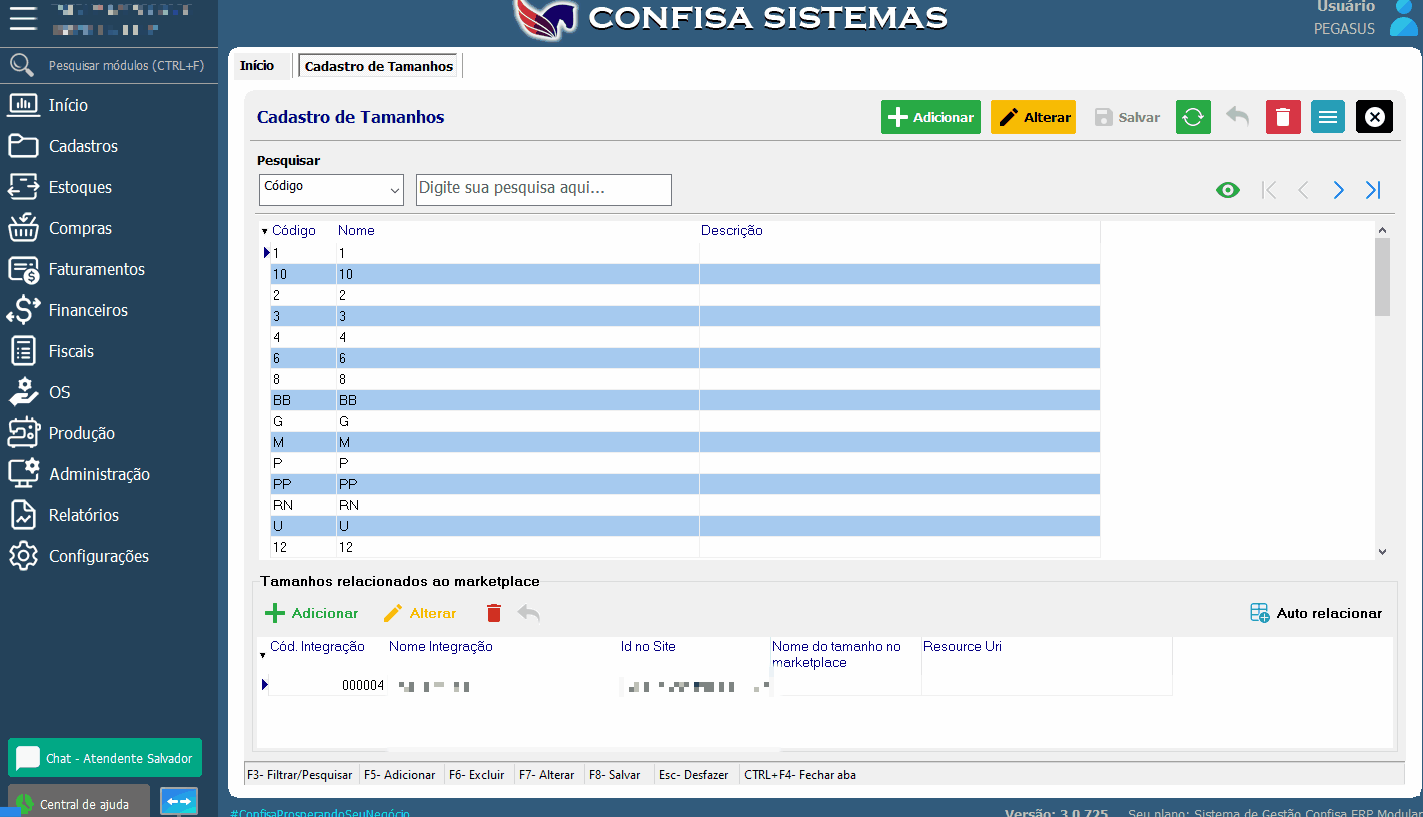 CONFISA SISTEMAS
Usuário
PEGASUS
Pesquisar módulos (CTRL+F)
Início
Cadastros
Estoques
Compras
Faturamentos
Financeiros
Fiscais
OS
Produção
Administração
Relatórios
Configurações
Chat - Atendente Salvador
Central de ajuda
Início Cadastro de Tamanhos
Cadastro de Tamanhos
Adicionar Alterar Salvar
Pesquisar
Código Digite sua pesquisa aqui...
Código Nome Descrição
1 1
10 10
2 2
3 3
4 4
6 6
8 8
BB BB
G G
M M
P P
PP PP
RN RN
U U
12 12
Tamanhos relacionados ao marketplace
Adicionar Alterar Auto relacionar
Cód. Integração Nome Integração Id no Site Nome do tamanho no marketplace Resource Uri
000004
F3- Filtrar/Pesquisar F5- Adicionar F6- Excluir F7- Alterar F8- Salvar Esc- Desfazer CTRL+F4- Fechar aba
#ConfisaProsperandoSeuNegócio Versão: 3.0.725 Seu plano: Sistema de Gestão Confisa ERP Modular